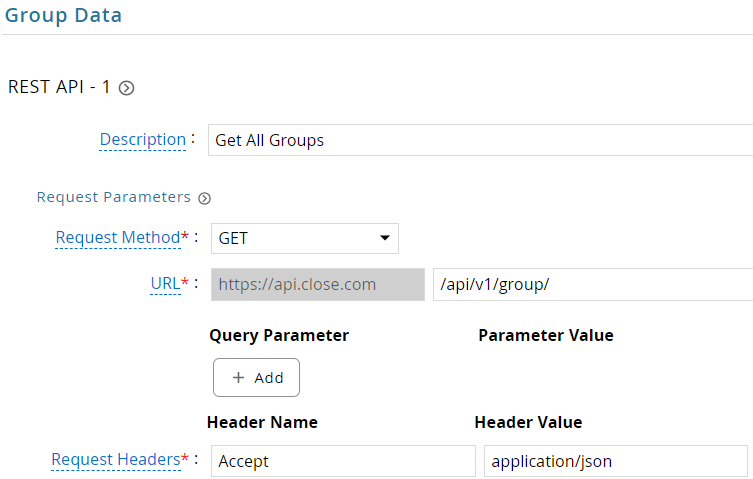 Group Data
REST API - 1
Description :
Get All Groups
Request Parameters
Request Method* :
GET
URL* :
https://api.close.com
/api/v1/group/
Query Parameter
Parameter Value
+ Add
Header Name
Header Value
Request Headers* :
Accept
application/json